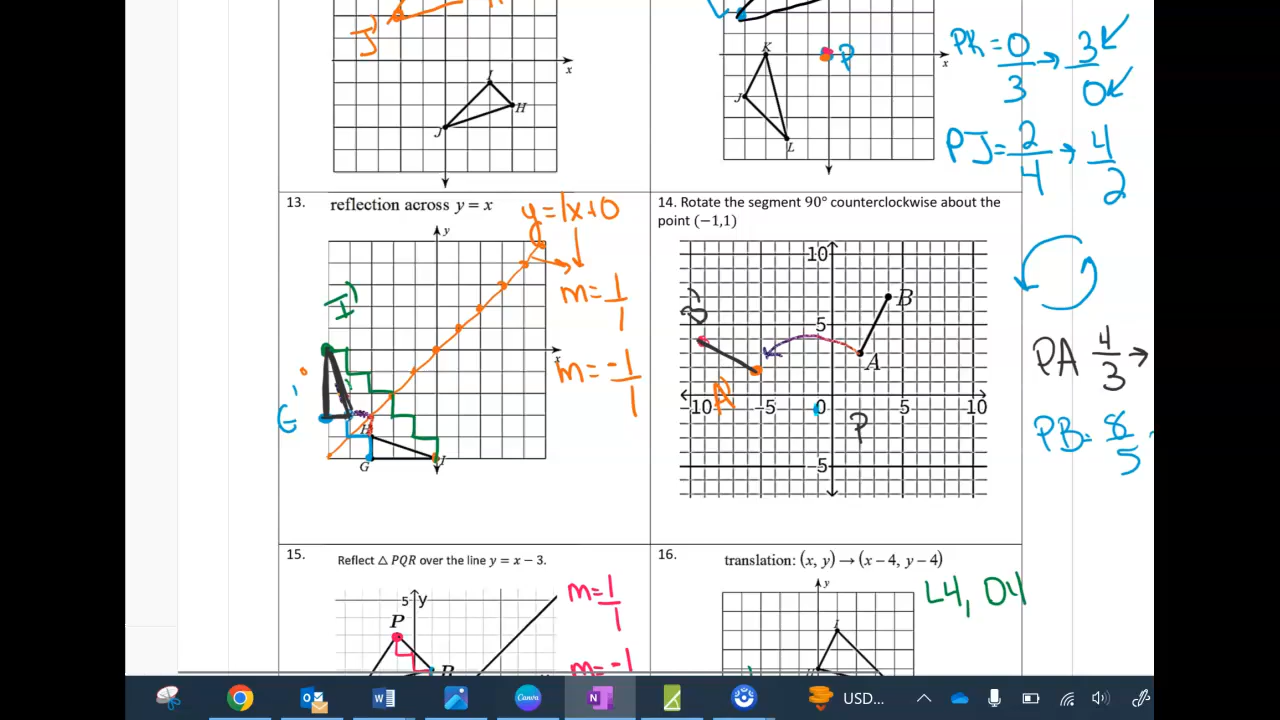 J'
x
I
H
J
K
J
L
P
x
PK = 0/3 → 3/0
PJ = 2/4 → 4/2
13. reflection across y = x
y = 1x + 0
m = 1/1
m = -1/1
y
x
I'
G'
H
G
I
14. Rotate the segment 90° counterclockwise about the
point (−1,1)
10
5
-10
-5
0
5
10
-5
A
B
A'
B'
P
PA 4/3 →
PB = 8/5
15. Reflect △ PQR over the line y = x − 3.
5
y
P
m = 1/1
m = -1
16. translation: (x, y) → (x − 4, y − 4)
y
L4, D4
I
Canva
USD...